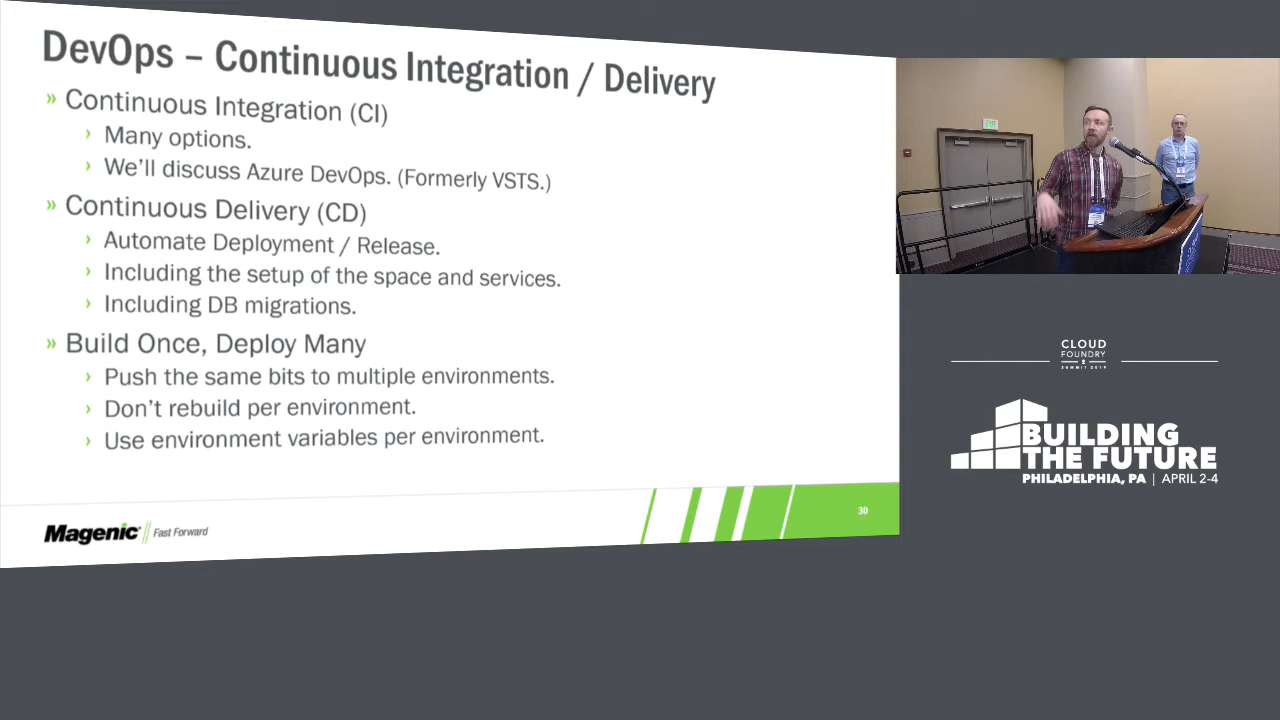 DevOps – Continuous Integration / Delivery
» Continuous Integration (CI)
› Many options.
› We'll discuss Azure DevOps. (Formerly VSTS.)
» Continuous Delivery (CD)
› Automate Deployment / Release.
› Including the setup of the space and services.
› Including DB migrations.
» Build Once, Deploy Many
› Push the same bits to multiple environments.
› Don't rebuild per environment.
› Use environment variables per environment.
Magenic® Fast Forward
30
EXIT
CLOUD
FOUNDRY
SUMMIT 2019
BUILDING
THE FUTURE
PHILADELPHIA, PA | APRIL 2-4